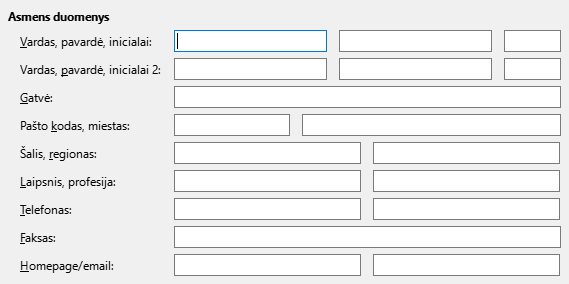 Asmens duomenys
Vardas, pavardė, inicialai:
Vardas, pavardė, inicialai 2:
Gatvė:
Pašto kodas, miestas:
Šalis, regionas:
Laipsnis, profesija:
Telefonas:
Faksas:
Homepage/email: